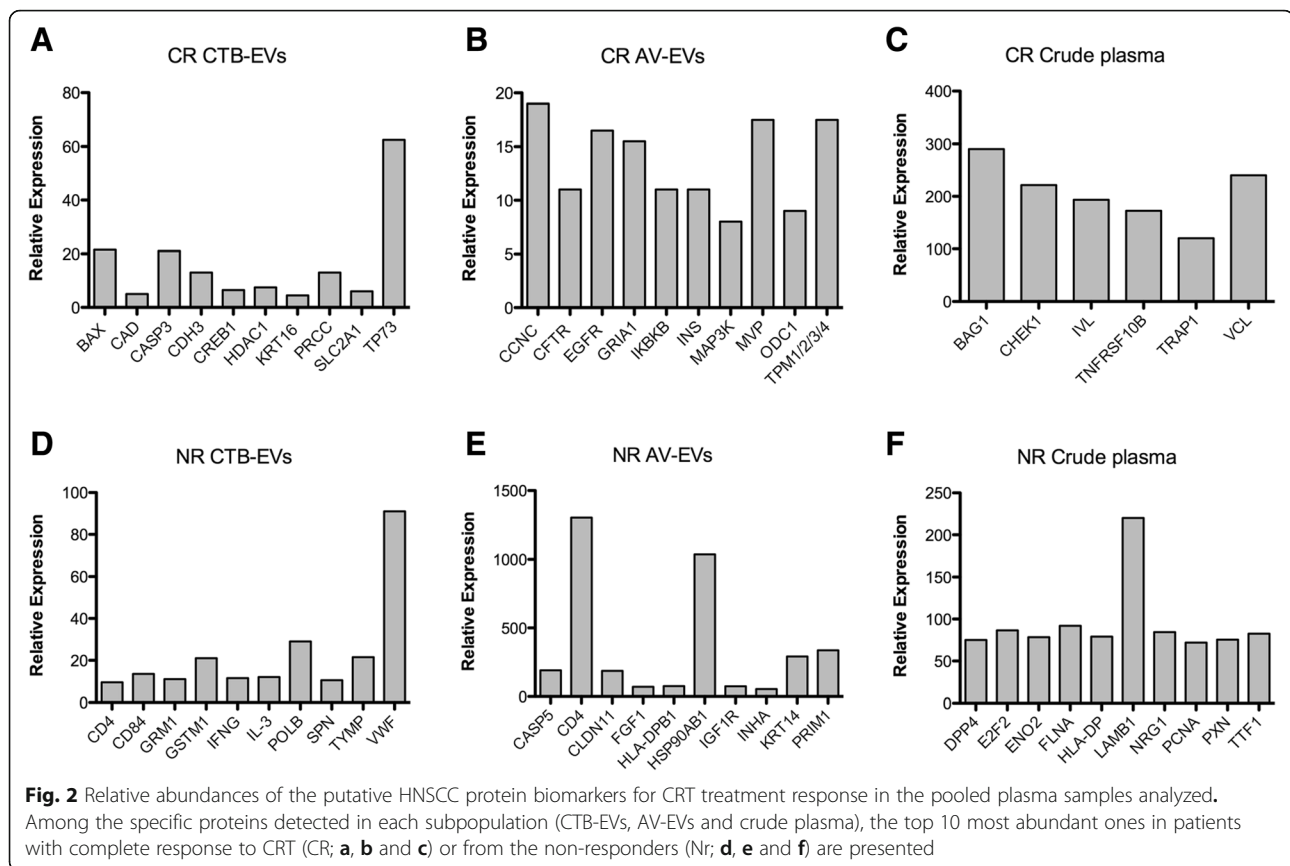 A
CR CTB-EVs
Relative Expression
80
60
40
20
0
BAX
CAD
CASP3
CDH3
CREB1
HDAC1
KRT16
PRCC
SLC2A1
TP73
B
CR AV-EVs
Relative Expression
20
15
10
5
0
CCNC
CFTR
EGFR
GRIA1
IKBKB
INS
MAP3K
MVP
ODC1
TPM1/2/3/4
C
CR Crude plasma
Relative Expression
400
300
200
100
0
BAG1
CHEK1
IVL
TNFRSF10B
TRAP1
VCL
D
NR CTB-EVs
Relative Expression
100
80
60
40
20
0
CD4
CD84
GRM1
GSTM1
IFNG
IL-3
POLB
SPN
TYMP
VWF
E
NR AV-EVs
Relative Expression
1500
1000
500
0
CASP5
CD4
CLDN11
FGF1
HLA-DPB1
HSP90AB1
IGF1R
INHA
KRT14
PRIM1
F
NR Crude plasma
Relative Expression
250
200
150
100
50
0
DPP4
E2F2
ENO2
FLNA
HLA-DP
LAMB1
NRG1
PCNA
PXN
TTF1
Fig. 2 Relative abundances of the putative HNSCC protein biomarkers for CRT treatment response in the pooled plasma samples analyzed.
Among the specific proteins detected in each subpopulation (CTB-EVs, AV-EVs and crude plasma), the top 10 most abundant ones in patients
with complete response to CRT (CR; a, b and c) or from the non-responders (Nr; d, e and f) are presented